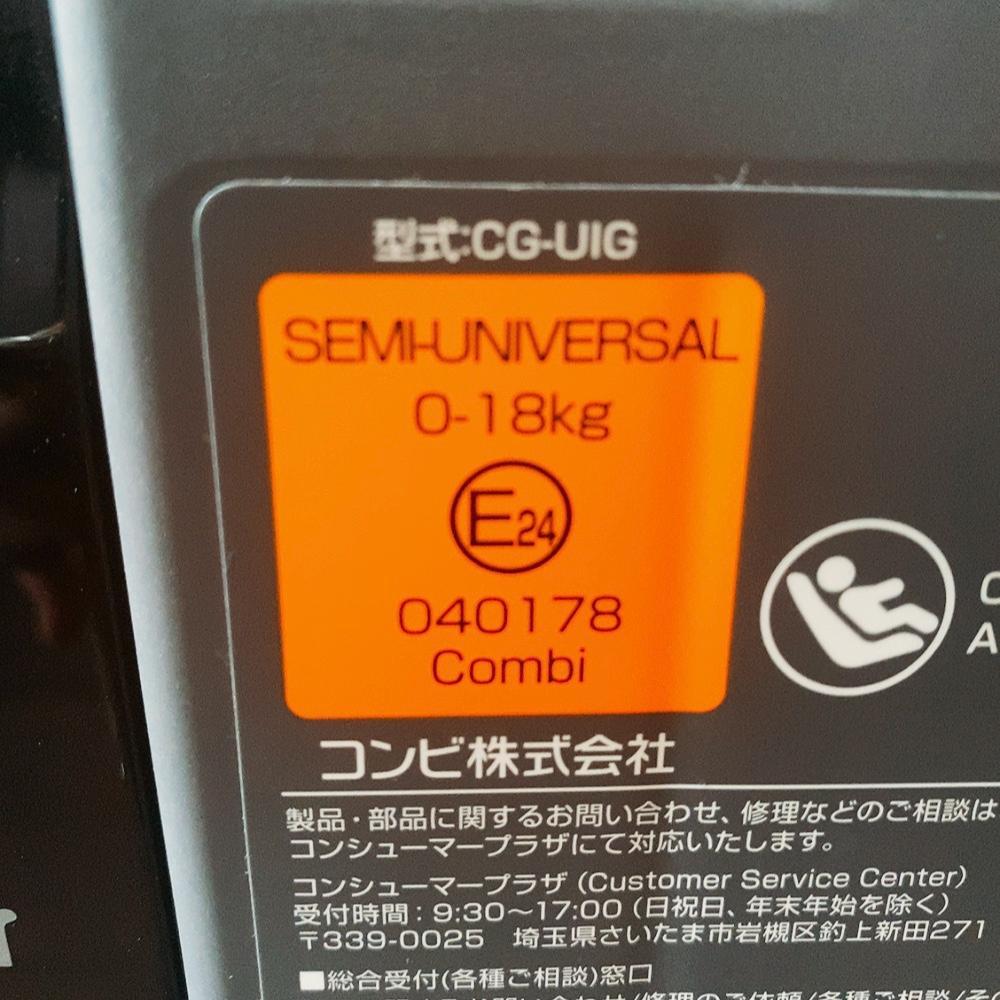 型式:CG-UIG
SEMI-UNIVERSAL
0-18kg
E24
040178
Combi
コンビ株式会社
製品・部品に関するお問い合わせ、修理などのご相談は
コンシューマープラザにて対応いたします。
コンシューマープラザ (Customer Service Center)
受付時間:9:30~17:00(日祝日、年末年始を除く)
〒339-0025 埼玉県さいたま市岩槻区釣上新田271
■総合受付(各種ご相談)窓口